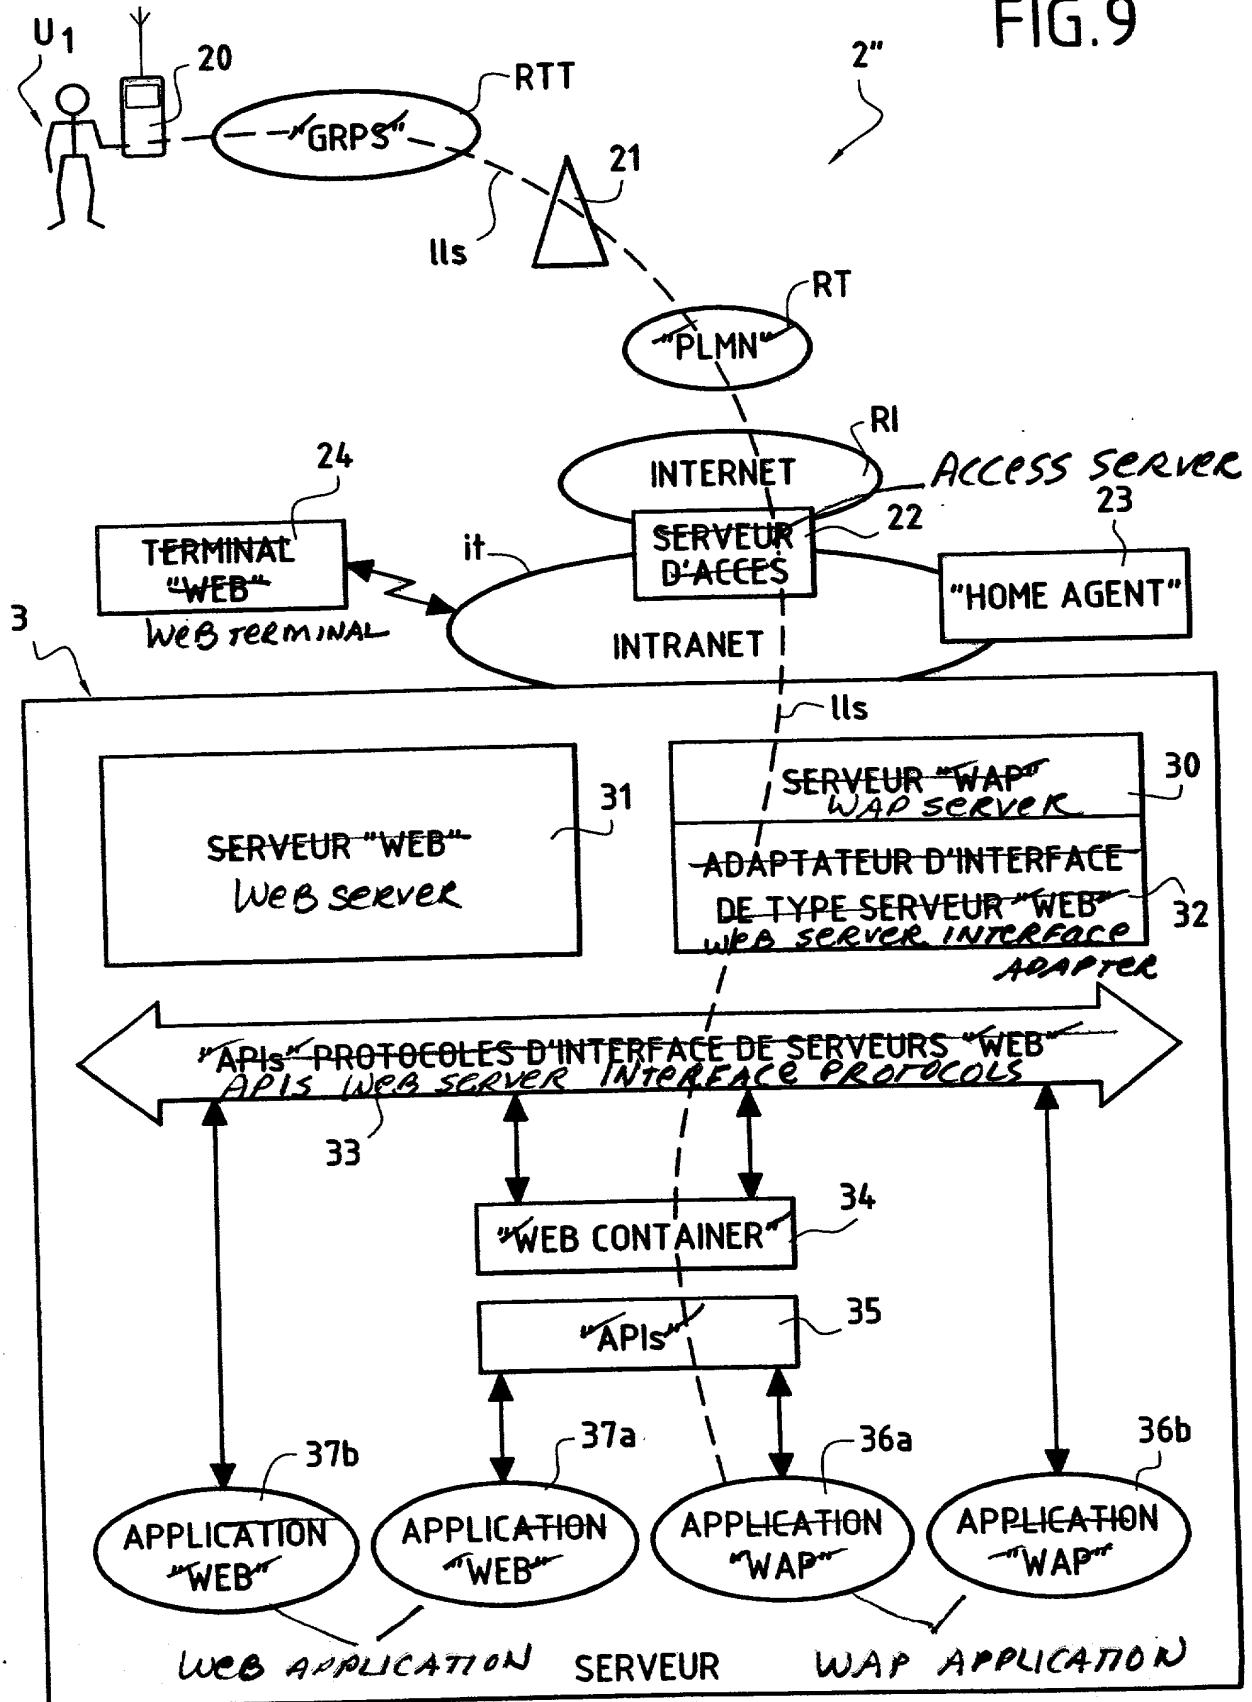 FIG.9
U1
20
RTT
2"
"GRPS"
21
lls
RT
"PLMN"
RI
INTERNET
ACCESS SERVER
24
22
23
TERMINAL
"WEB"
it
SERVEUR
D'ACCES
"HOME AGENT"
WEB TERMINAL
INTRANET
3
lls
SERVEUR "WAP"
WAP SERVER
30
31
SERVEUR "WEB"
WEB SERVER
ADAPTATEUR D'INTERFACE
DE TYPE SERVEUR "WEB"
32
WEB SERVER INTERFACE
ADAPTER
"APIs" PROTOCOLES D'INTERFACE DE SERVEURS "WEB"
APIS WEB SERVER INTERFACE PROTOCOLS
33
34
"WEB CONTAINER"
35
"APIs"
37b
37a
36a
36b
APPLICATION
"WEB"
APPLICATION
"WEB"
APPLICATION
"WAP"
APPLICATION
"WAP"
WEB APPLICATION
SERVEUR
WAP APPLICATION